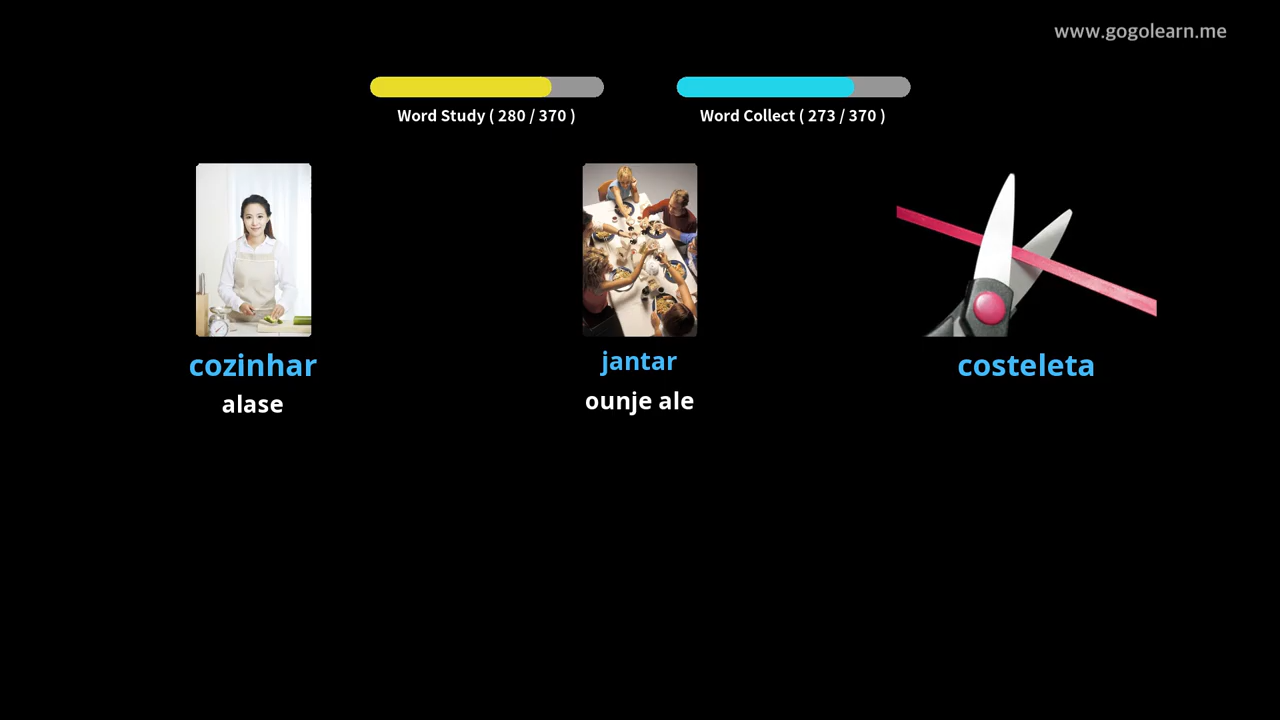 www.gogolearn.me
Word Study ( 280 / 370 )
Word Collect ( 273 / 370 )
cozinhar
alase
jantar
ounje ale
costeleta